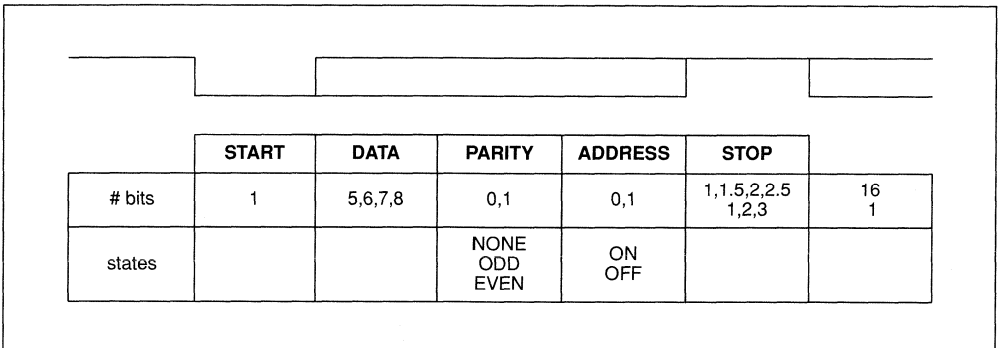 START DATA PARITY ADDRESS STOP
# bits 1 5,6,7,8 0,1 0,1 1,1.5,2,2.5 16
1,2,3 1
states NONE ON
ODD OFF
EVEN